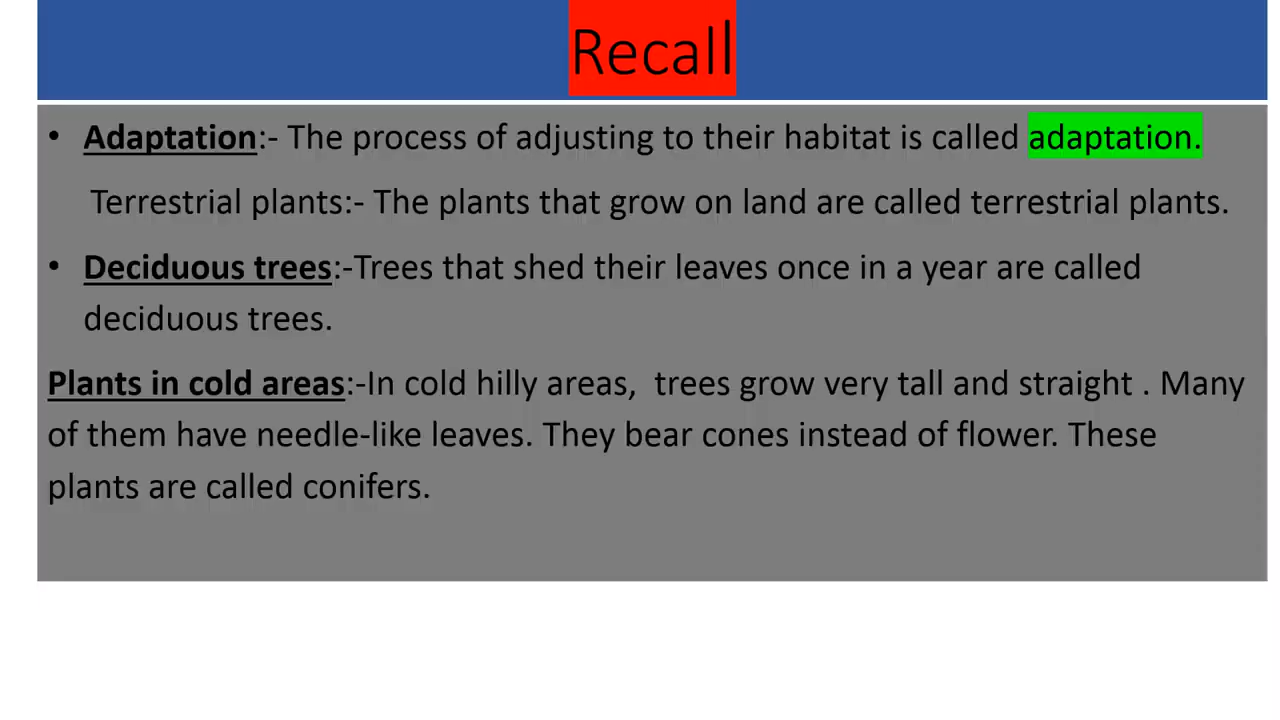 Recall
• Adaptation:- The process of adjusting to their habitat is called adaptation.
Terrestrial plants:- The plants that grow on land are called terrestrial plants.
• Deciduous trees:-Trees that shed their leaves once in a year are called
deciduous trees.
Plants in cold areas:-In cold hilly areas,  trees grow very tall and straight . Many
of them have needle-like leaves. They bear cones instead of flower. These
plants are called conifers.